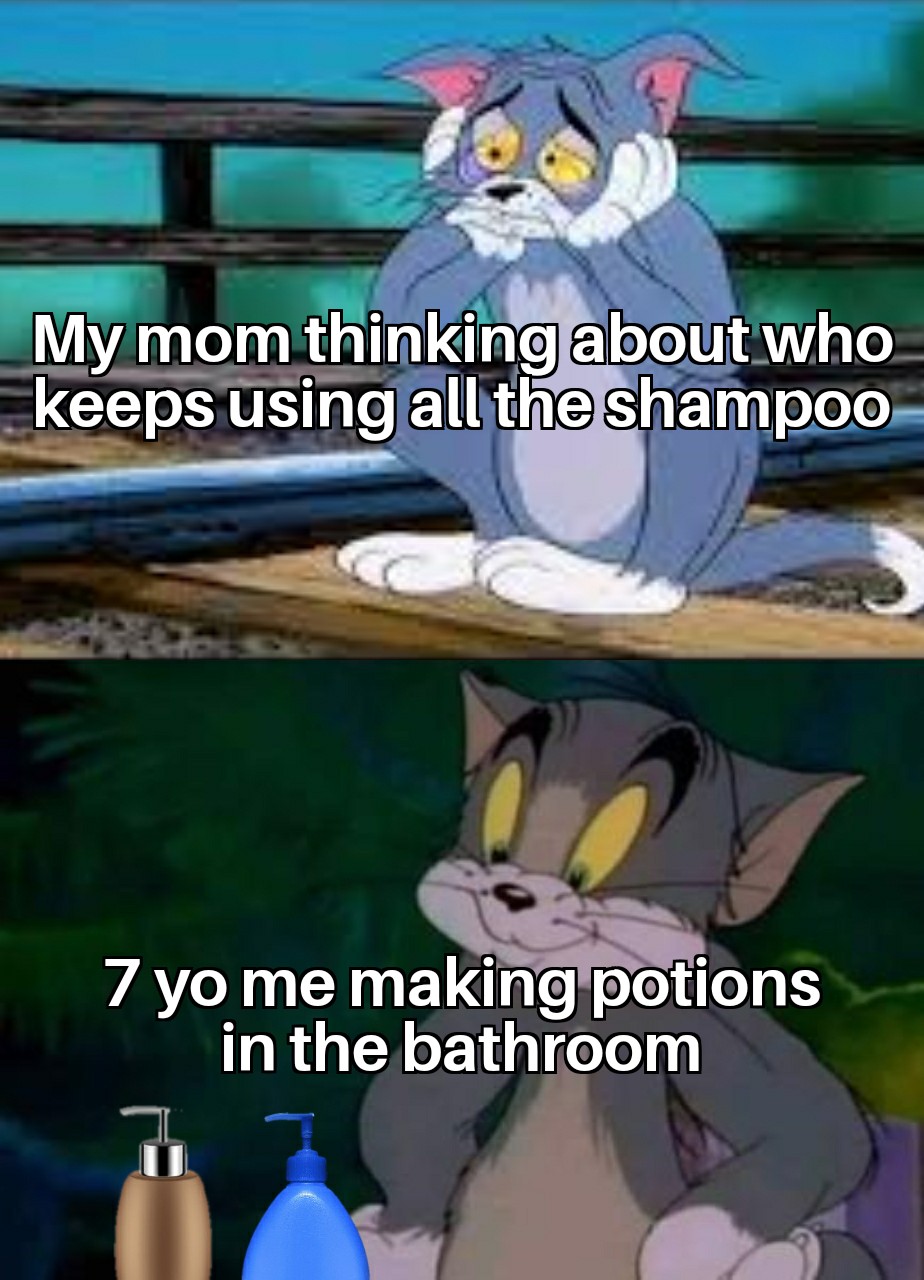 My mom thinking about who
keeps using all the shampoo
7 yo me making potions
in the bathroom